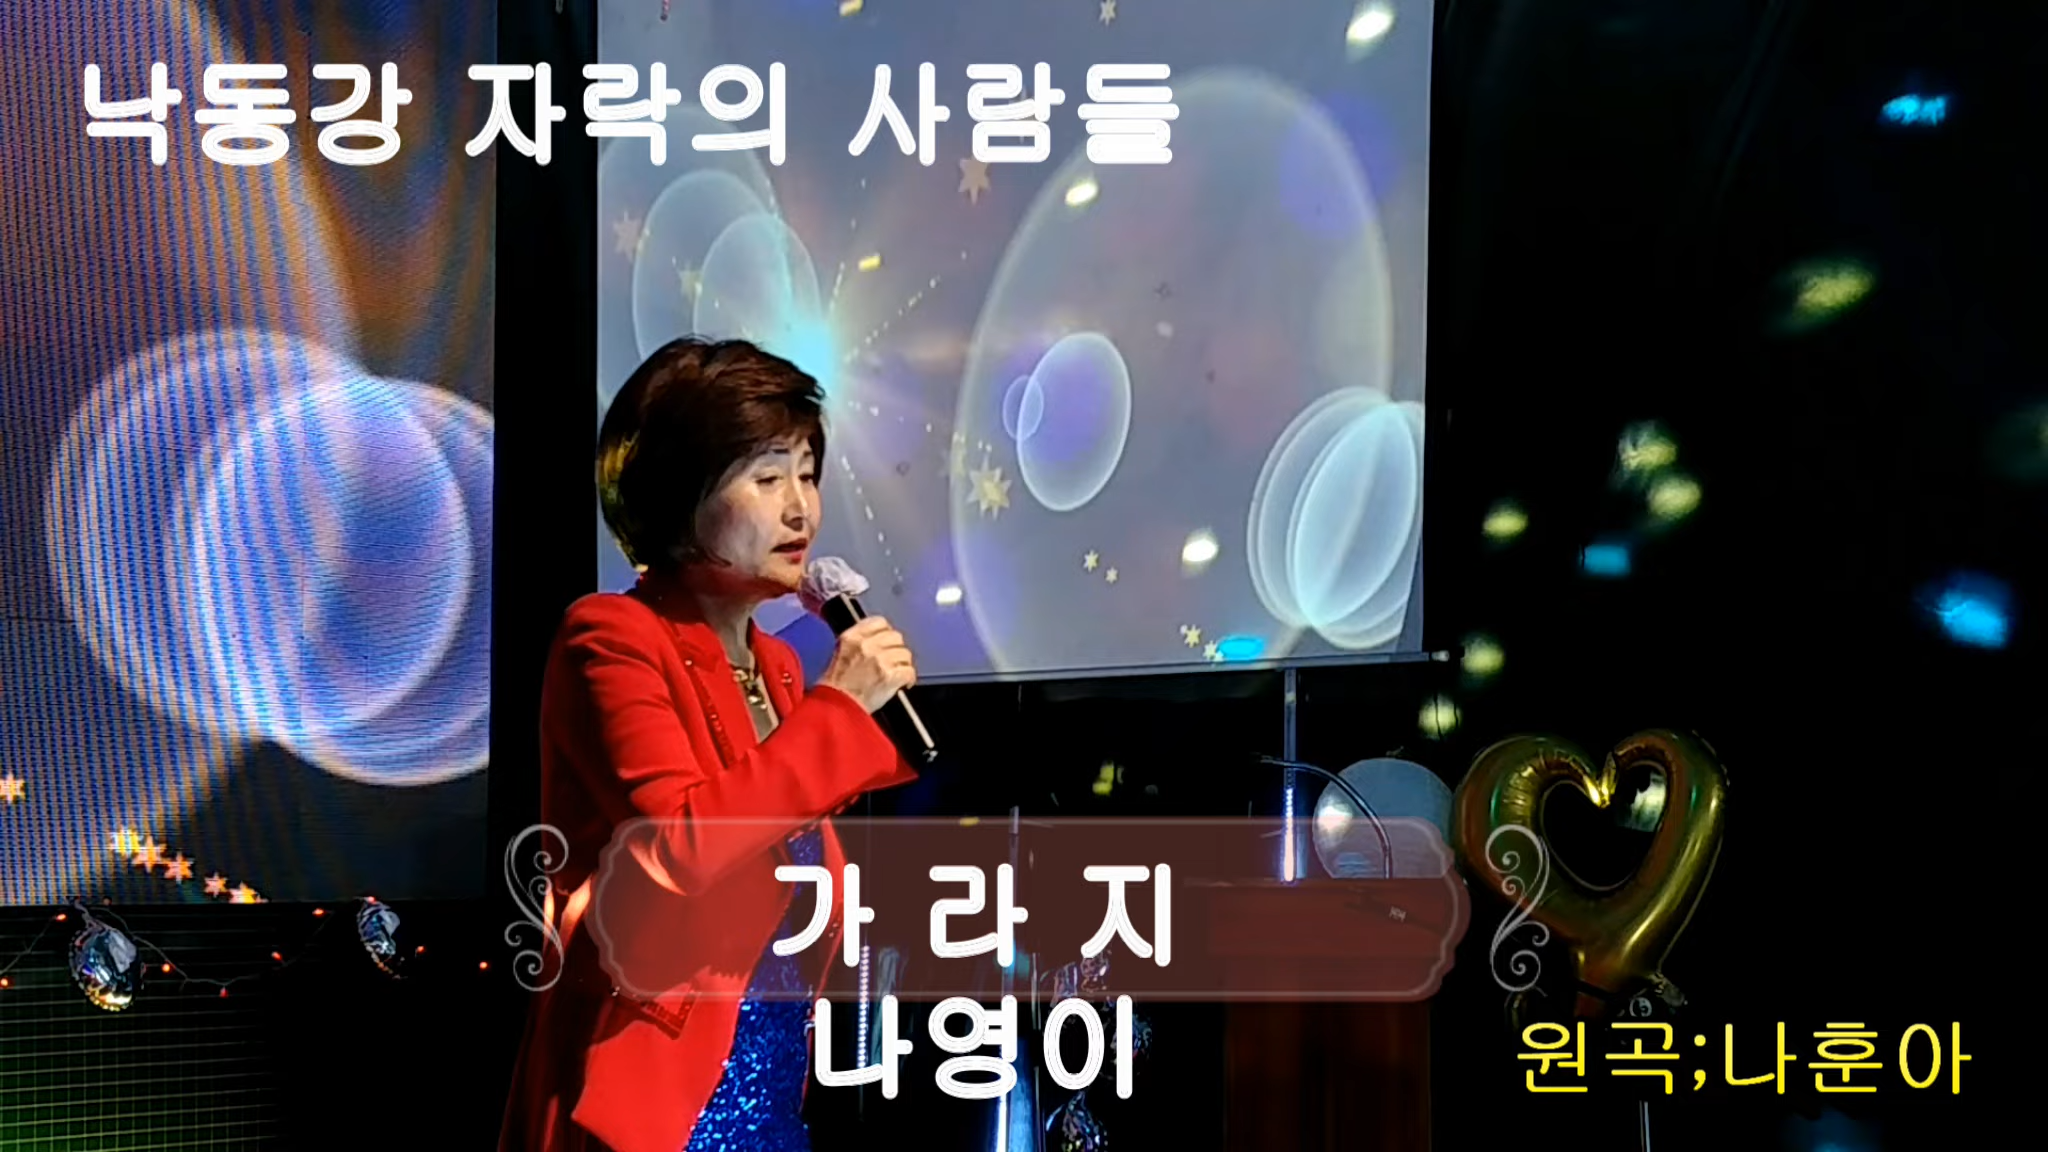 낙동강 자락의 사람들
가 라 지
나영이
원곡;나훈아